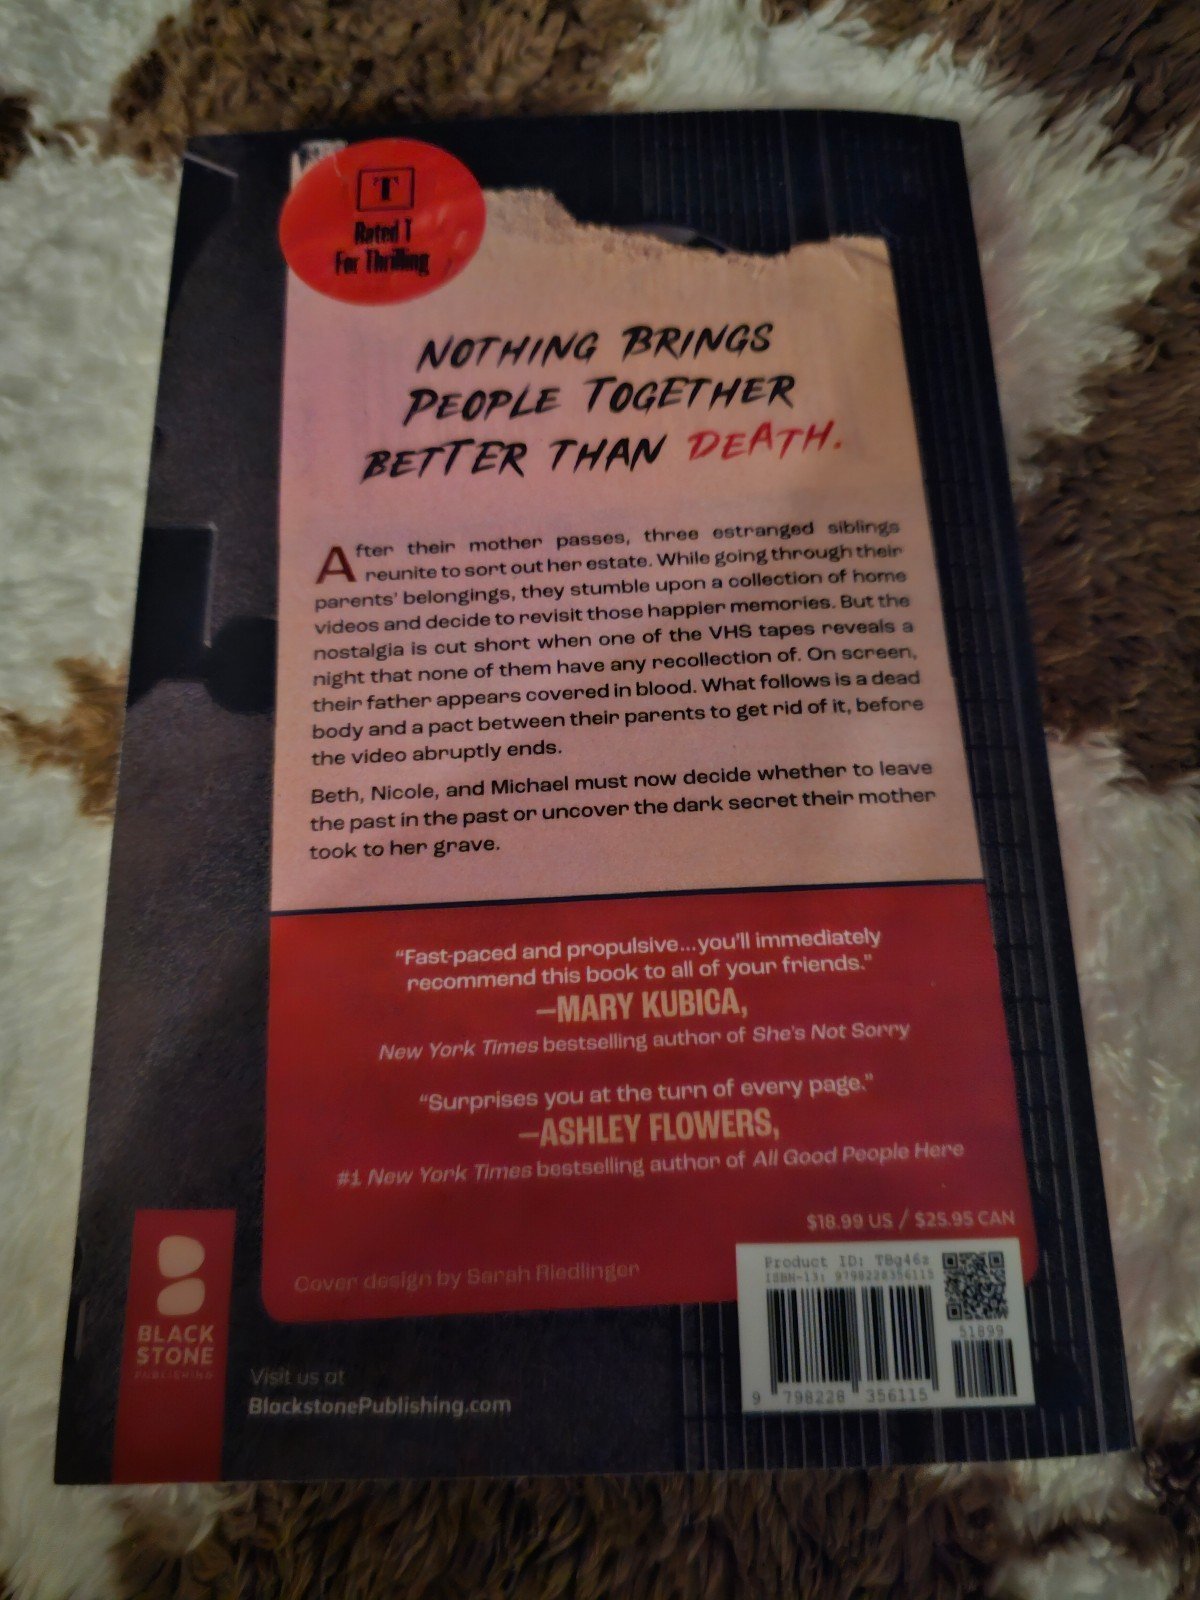 T
Rated T
For Thrilling
NOTHING BRINGS
PEOPLE TOGETHER
BETTER THAN DEATH.
After their mother passes, three estranged siblings
reunite to sort out her estate. While going through their
parents' belongings, they stumble upon a collection of home
videos and decide to revisit those happier memories. But the
nostalgia is cut short when one of the VHS tapes reveals a
night that none of them have any recollection of. On screen,
their father appears covered in blood. What follows is a dead
body and a pact between their parents to get rid of it, before
the video abruptly ends.
Beth, Nicole, and Michael must now decide whether to leave
the past in the past or uncover the dark secret their mother
took to her grave.
"Fast-paced and propulsive...you'll immediately
recommend this book to all of your friends."
—MARY KUBICA,
New York Times bestselling author of She's Not Sorry
"Surprises you at the turn of every page."
—ASHLEY FLOWERS,
#1 New York Times bestselling author of All Good People Here
$18.99 US / $25.95 CAN
Cover design by Sarah Riedlinger
Product ID: TBg46z
ISBN-13: 9798228356115
51899
9 798228 356115
BLACK
STONE
PUBLISHING
Visit us at
BlackstonePublishing.com